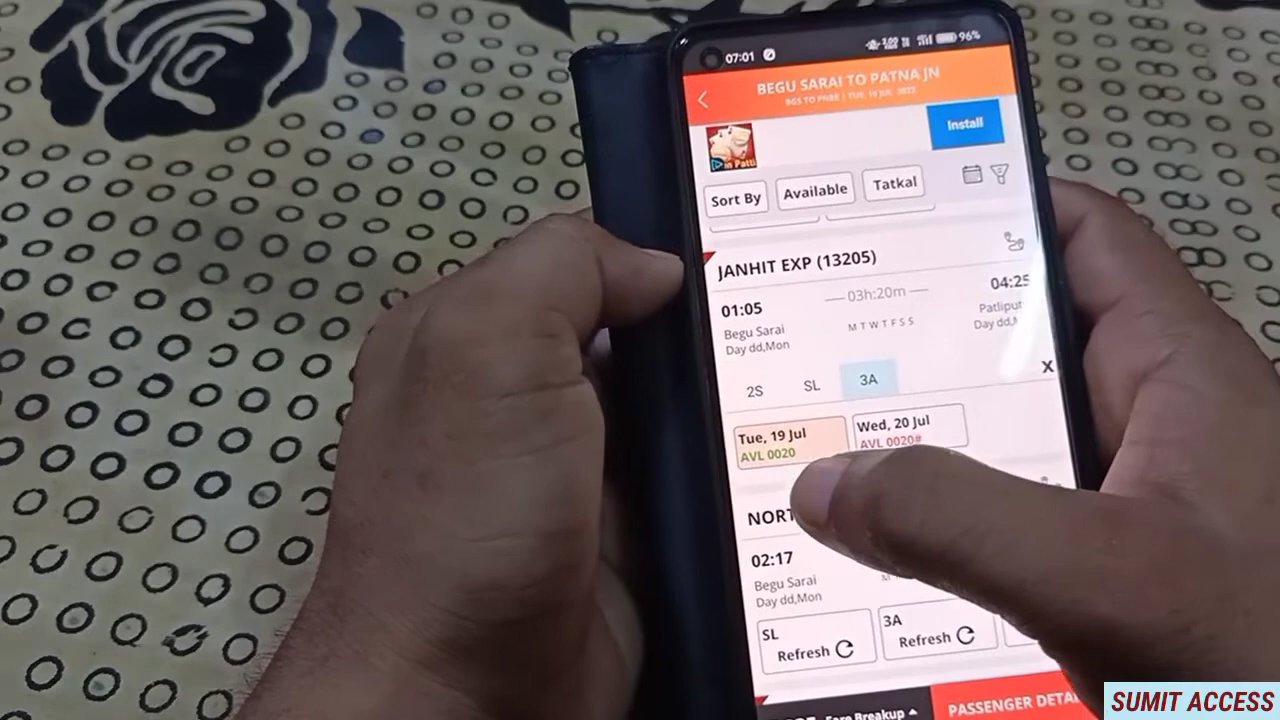 07:01
96%
BEGU SARAI TO PATNA JN
BGS TO PNBE | TUE, 19 JUL, 2022
Install
Sort By
Available
Tatkal
JANHIT EXP (13205)
01:05
03h:20m
04:25
Begu Sarai
M T W T F S S
Patliput
Day dd,Mon
Day dd,M
2S
SL
3A
X
Tue, 19 Jul
AVL 0020
Wed, 20 Jul
AVL 0020#
NORT
02:17
Begu Sarai
M
Day dd,Mon
SL
Refresh
3A
Refresh
Fare Breakup
PASSENGER DETA
SUMIT ACCESS